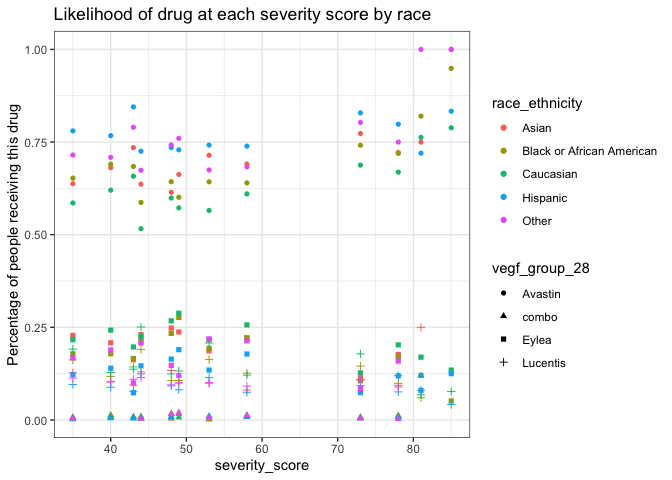 Likelihood of drug at each severity score by race
Percentage of people receiving this drug
1.00
0.75
0.50
0.25
0.00
40
50
60
70
80
severity_score
race_ethnicity
Asian
Black or African American
Caucasian
Hispanic
Other
vegf_group_28
Avastin
combo
Eylea
Lucentis